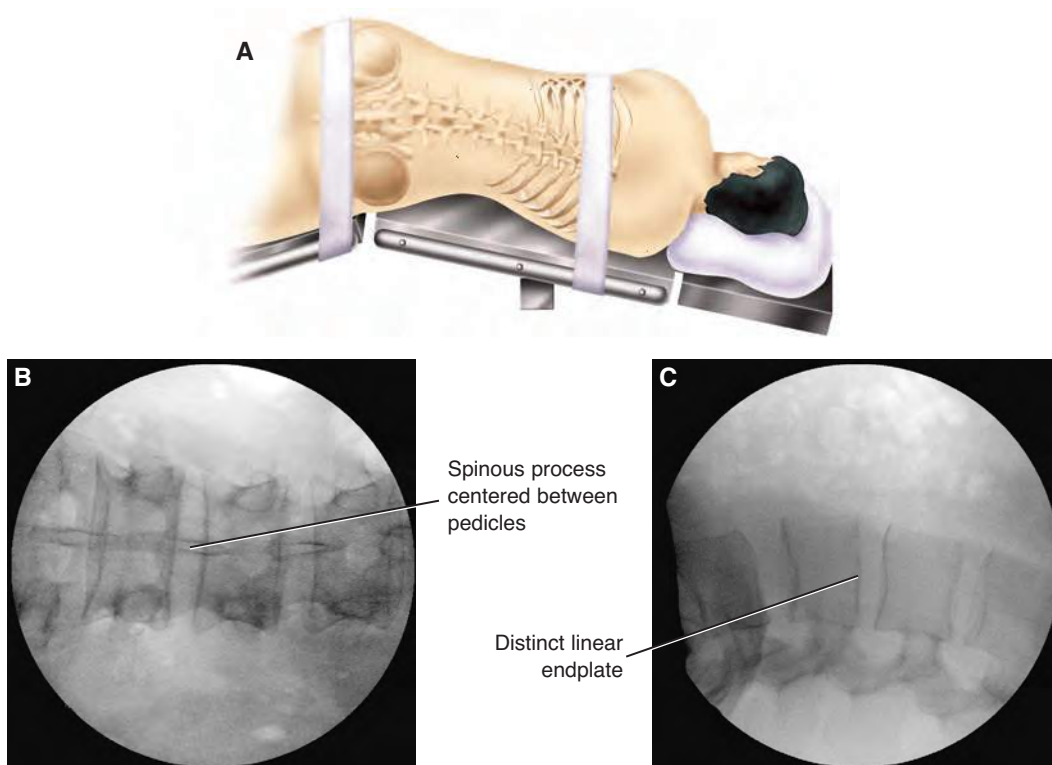 A
B
C
Spinous process
centered between
pedicles
Distinct linear
endplate